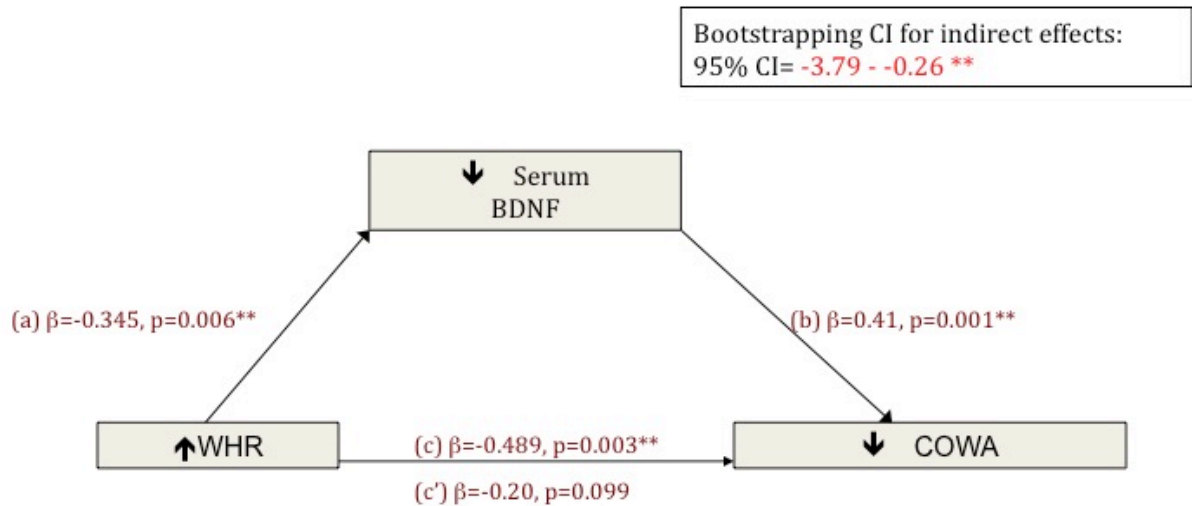 Bootstrapping CI for indirect effects:
95% CI= -3.79 - -0.26 **
↓ Serum
BDNF
(a) β=-0.345, p=0.006**
(b) β=0.41, p=0.001**
↑WHR
(c) β=-0.489, p=0.003**
↓ COWA
(c’) β=-0.20, p=0.099